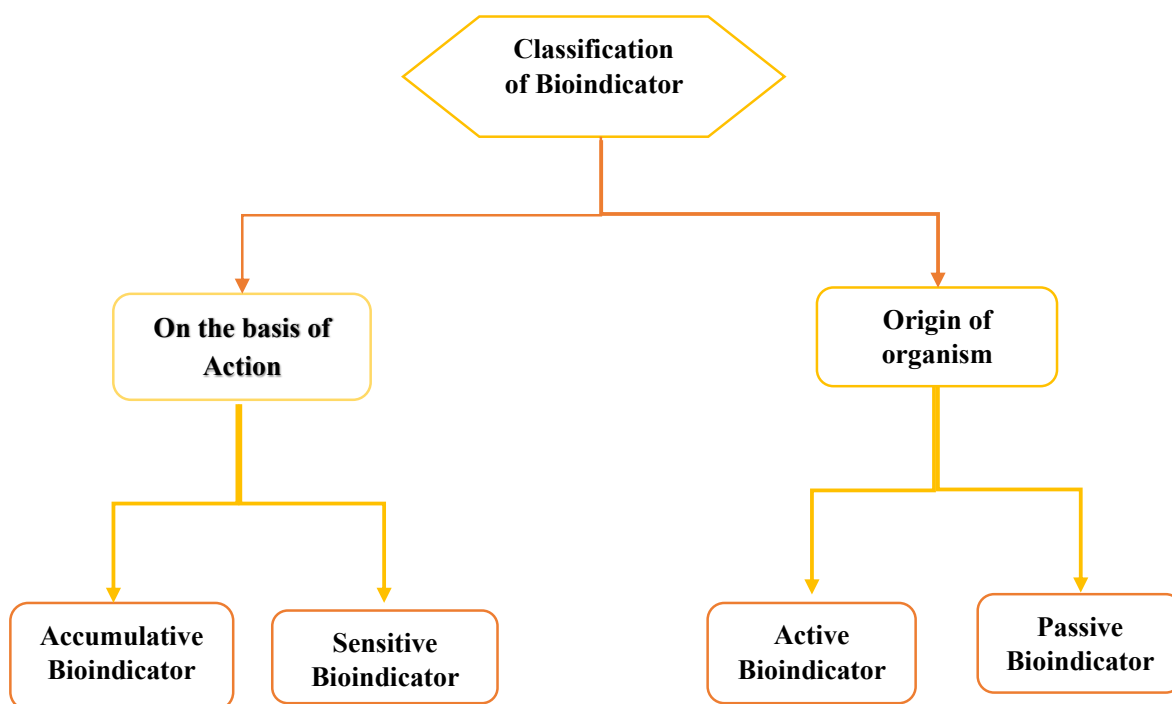 Classification
of Bioindicator
On the basis of
Action
Origin of
organism
Accumulative
Bioindicator
Sensitive
Bioindicator
Active
Bioindicator
Passive
Bioindicator